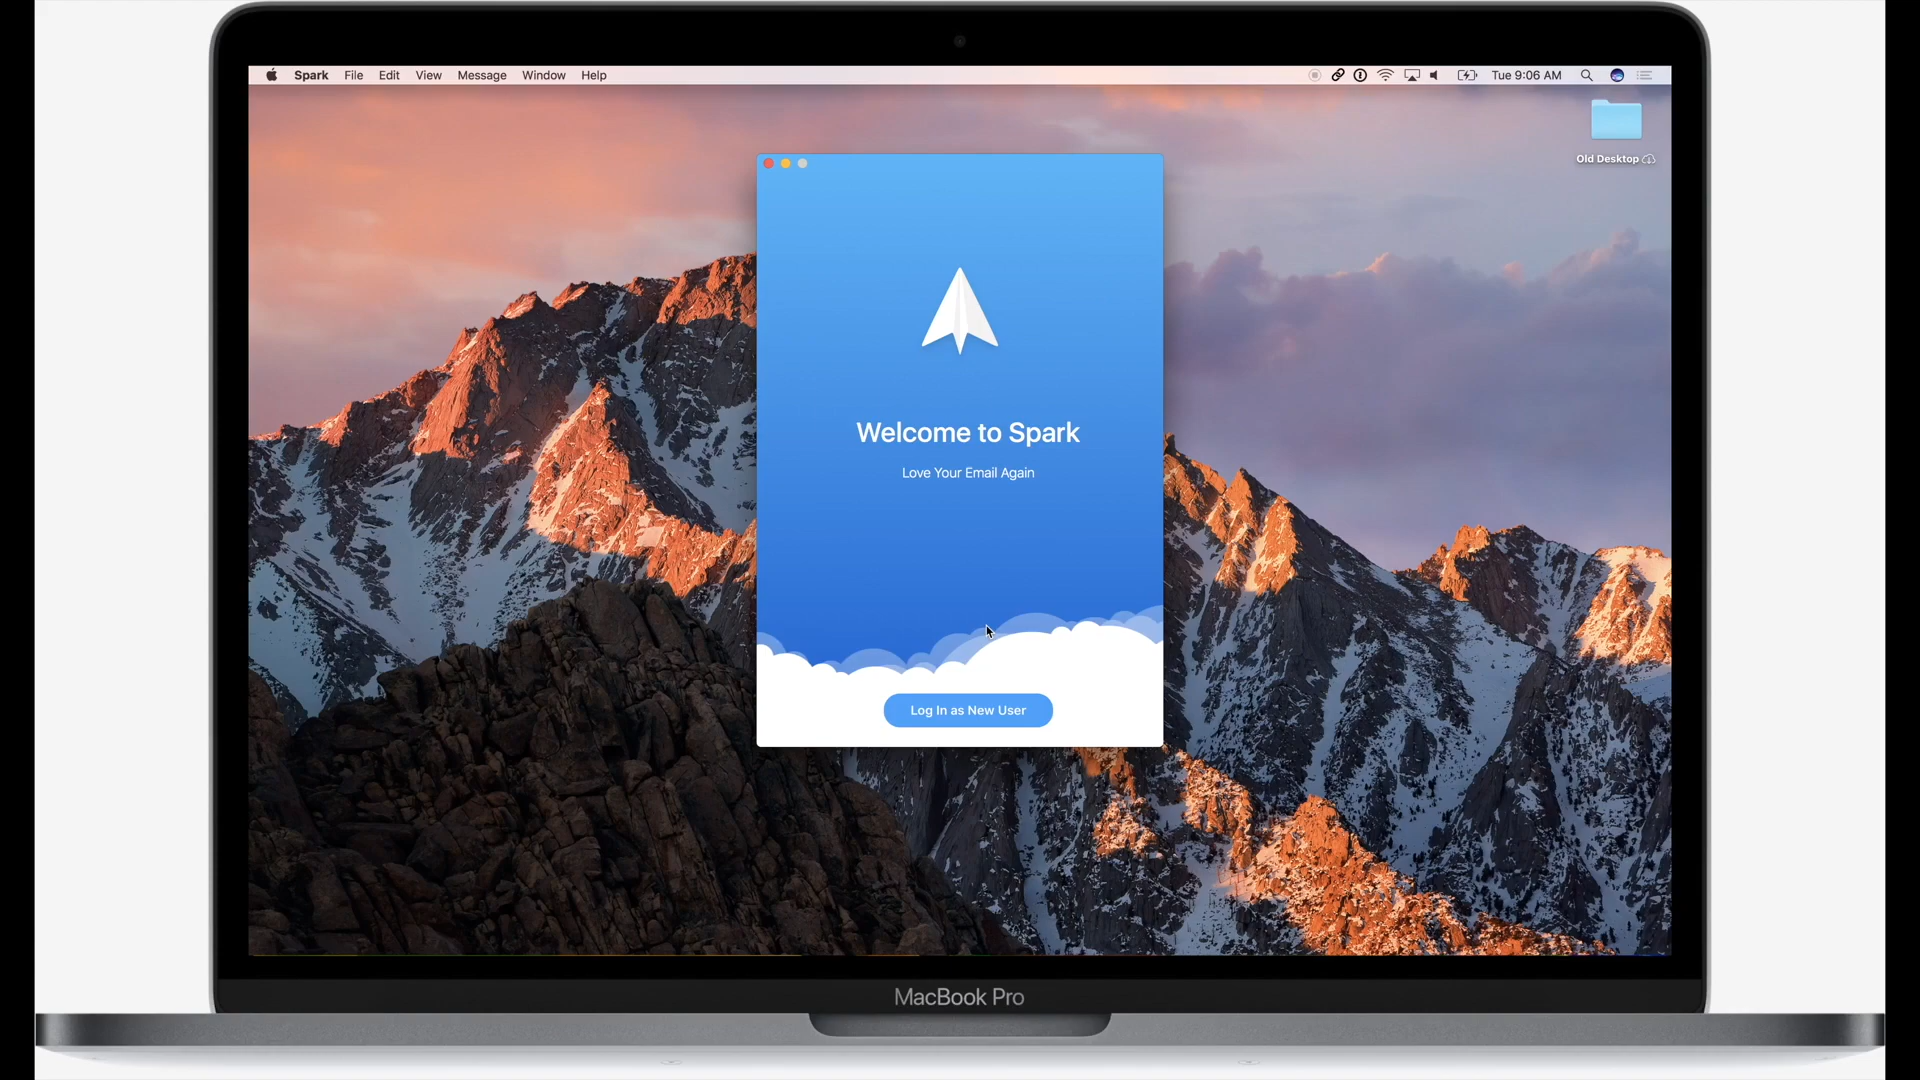 Spark File Edit View Message Window Help
Tue 9:06 AM
Old Desktop
Welcome to Spark
Love Your Email Again
Log In as New User
MacBook Pro